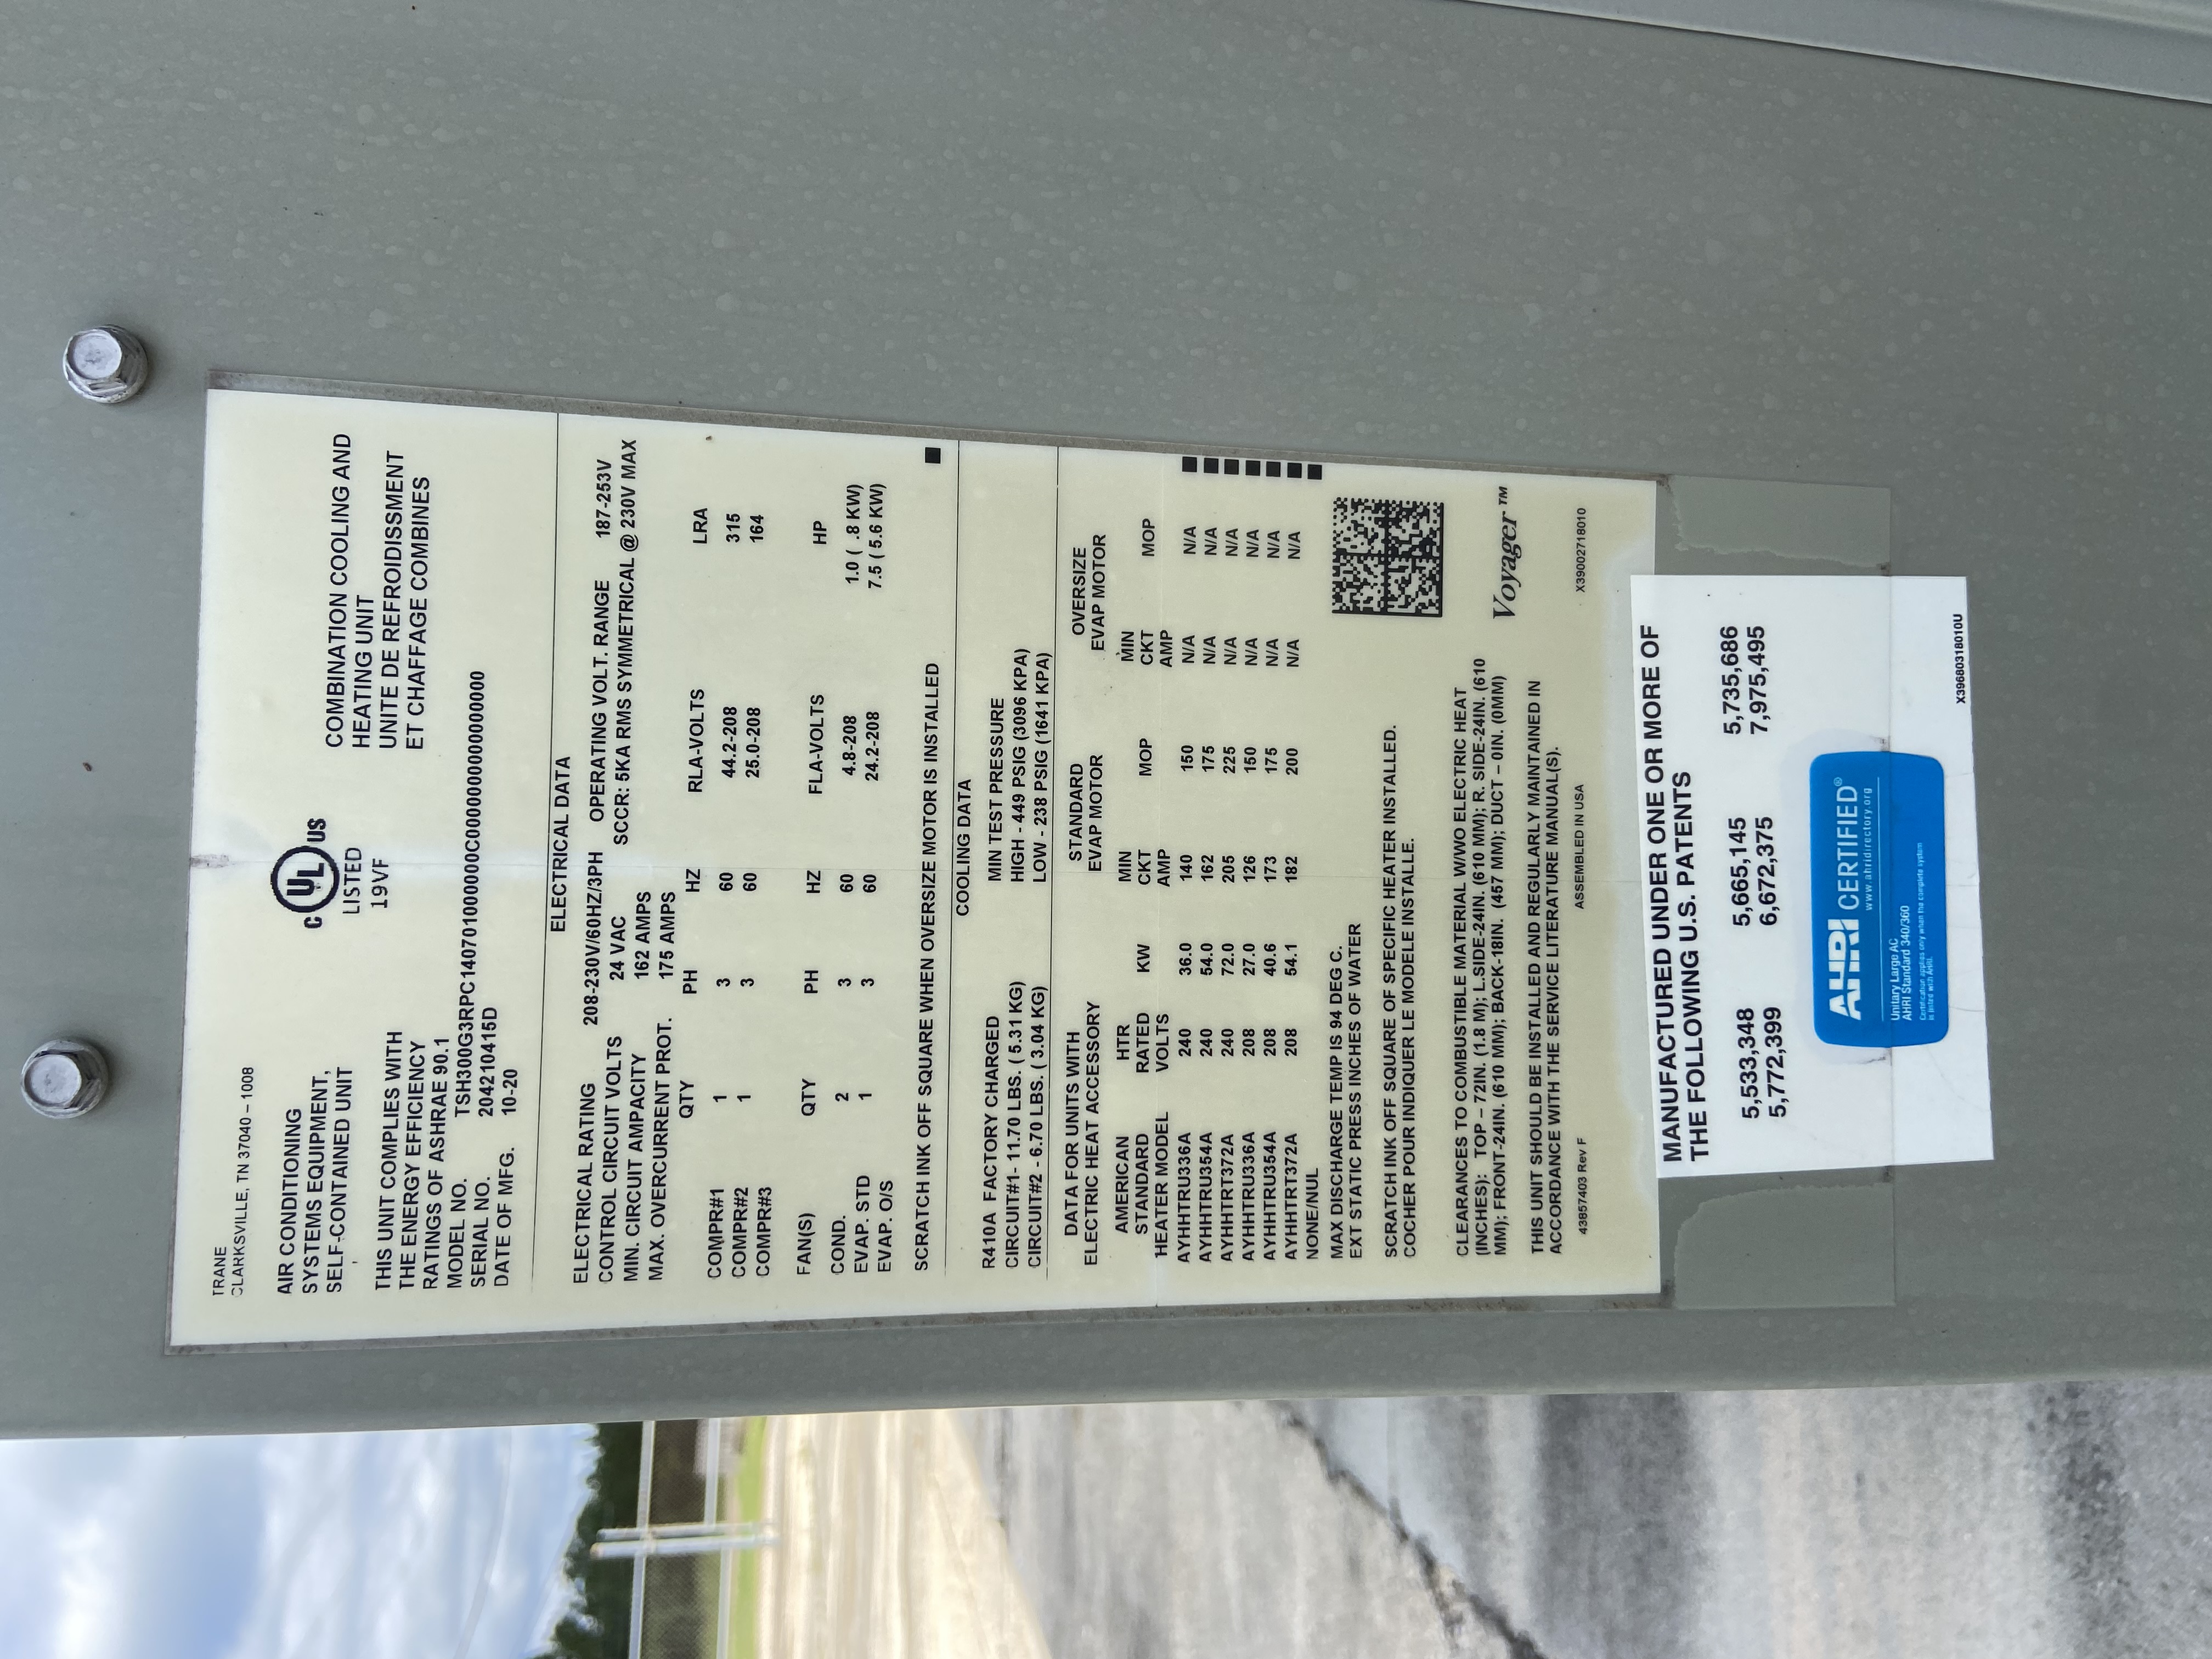 TRANE
CLARKSVILLE, TN 37040 – 1008
AIR CONDITIONING
SYSTEMS EQUIPMENT,
SELF-CONTAINED UNIT
C UL US
LISTED
19VF
COMBINATION COOLING AND
HEATING UNIT
UNITE DE REFROIDISSMENT
ET CHAFFAGE COMBINES
THIS UNIT COMPLIES WITH
THE ENERGY EFFICIENCY
RATINGS OF ASHRAE 90.1
MODEL NO.
SERIAL NO. 204210415D
DATE OF MFG. 10-20
ELECTRICAL DATA
ELECTRICAL RATING 208-230V/60HZ/3PH OPERATING VOLT. RANGE 187-253V
CONTROL CIRCUIT VOLTS 24 VAC SCCR: 5KA RMS SYMMETRICAL @ 230V MAX
MIN. CIRCUIT AMPACITY 162 AMPS
MAX. OVERCURRENT PROT. 175 AMPS
QTY PH HZ RLA-VOLTS LRA
COMPR#1 1 3 60 44.2-208 315
COMPR#2 1 3 60 25.0-208 164
COMPR#3
FAN(S) QTY PH HZ FLA-VOLTS HP
COND. 2 3 60 4.8-208 1.0 ( .8 KW)
EVAP. STD 1 3 60 24.2-208 7.5 ( 5.6 KW)
EVAP. O/S
SCRATCH INK OFF SQUARE WHEN OVERSIZE MOTOR IS INSTALLED
COOLING DATA
R410A FACTORY CHARGED MIN TEST PRESSURE
CIRCUIT#1- 11.70 LBS. ( 5.31 KG) HIGH - 449 PSIG (3096 KPA)
CIRCUIT#2 - 6.70 LBS. ( 3.04 KG) LOW - 238 PSIG (1641 KPA)
DATA FOR UNITS WITH
ELECTRIC HEAT ACCESSORY
STANDARD
EVAP MOTOR
OVERSIZE
EVAP MOTOR
AMERICAN STANDARD HEATER MODEL HTR RATED VOLTS KW MIN CKT AMP MOP MIN CKT AMP MOP
AYHHTRU336A 240 36.0 140 150 N/A N/A
AYHHTRU354A 240 54.0 162 175 N/A N/A
AYHHTRT372A 240 72.0 205 225 N/A N/A
AYHHTRU336A 208 27.0 126 150 N/A N/A
AYHHTRU354A 208 40.6 173 175 N/A N/A
AYHHTRT372A 208 54.1 182 200 N/A N/A
NONE/NUL
MAX DISCHARGE TEMP IS 94 DEG C.
EXT STATIC PRESS INCHES OF WATER
SCRATCH INK OFF SQUARE OF SPECIFIC HEATER INSTALLED.
COCHER POUR INDIQUER LE MODELE INSTALLE.
CLEARANCES TO COMBUSTIBLE MATERIAL W/WO ELECTRIC HEAT
(INCHES): TOP – 72IN. (1.8 M); L.SIDE-24IN. (610 MM); R. SIDE-24IN. (610
MM); FRONT-24IN. (610 MM); BACK-18IN. (457 MM); DUCT – 0IN. (0MM)
Voyager™
THIS UNIT SHOULD BE INSTALLED AND REGULARLY MAINTAINED IN
ACCORDANCE WITH THE SERVICE LITERATURE MANUAL(S).
43857403 Rev F ASSEMBLED IN USA X39002718010
MANUFACTURED UNDER ONE OR MORE OF
THE FOLLOWING U.S. PATENTS
5,533,348 5,665,145 5,735,686
5,772,399 6,672,375 7,975,495
AHRI CERTIFIED®
www.ahridirectory.org
Unitary Large AC
AHRI Standard 340/360
Certification applies only when the complete system
is listed with AHRI.
X39680318010U